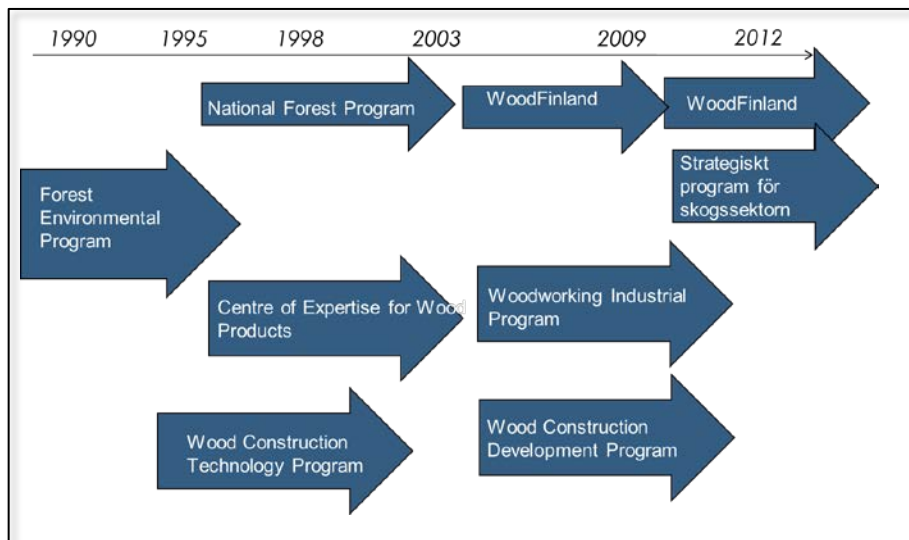 1990 1995 1998 2003 2009 2012
National Forest Program
WoodFinland
WoodFinland
Forest
Environmental
Program
Strategiskt
program för
skogssektorn
Centre of Expertise for Wood
Products
Woodworking Industrial
Program
Wood Construction
Technology Program
Wood Construction
Development Program